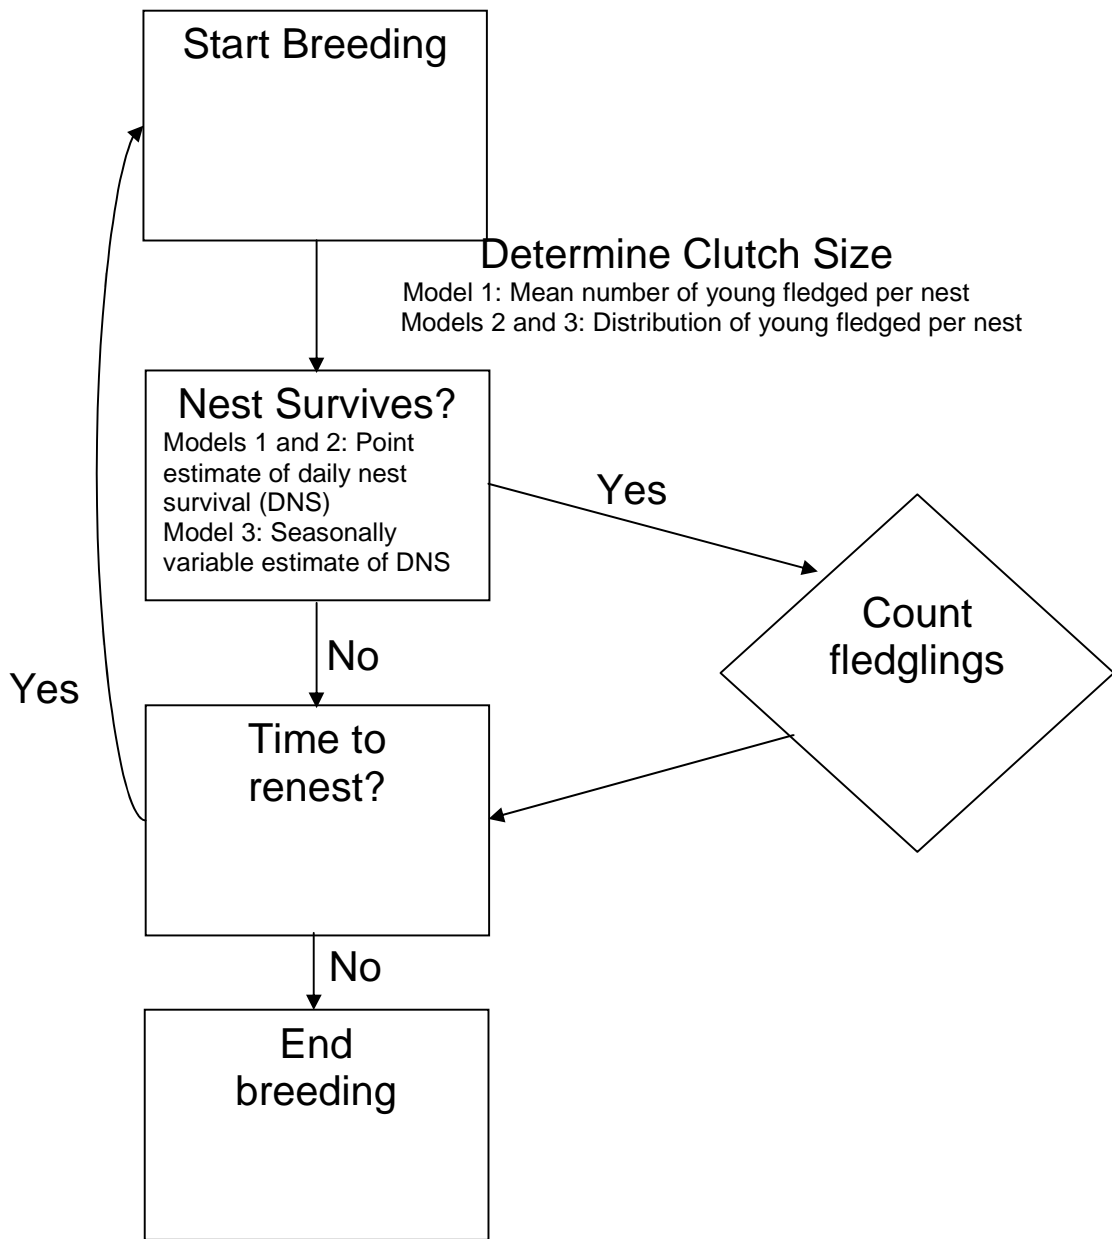 Start Breeding
Determine Clutch Size
Model 1: Mean number of young fledged per nest
Models 2 and 3: Distribution of young fledged per nest
Nest Survives?
Models 1 and 2: Point
estimate of daily nest
survival (DNS)
Model 3: Seasonally
variable estimate of DNS
Yes
Count
fledglings
No
Yes
Time to
renest?
No
End
breeding